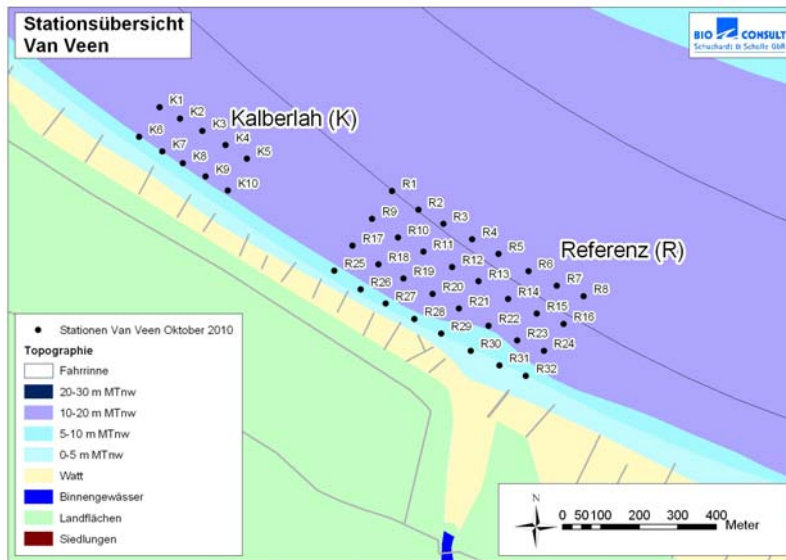 Stationsübersicht
Van Veen
BIO CONSULT
Schuchardt & Scholle GbR
K1
K2
K3
K4
K5
K6
K7
K8
K9
K10
Kalberlah (K)
R1
R2
R3
R4
R5
R6
R7
R8
R9
R10
R11
R12
R13
R14
R15
R16
R17
R18
R19
R20
R21
R22
R23
R24
R25
R26
R27
R28
R29
R30
R31
R32
Referenz (R)
Stationen Van Veen Oktober 2010
Topographie
Fahrrinne
20-30 m MTnw
10-20 m MTnw
5-10 m MTnw
0-5 m MTnw
Watt
Binnengewässer
Landflächen
Siedlungen
N
0 50 100 200 300 400
Meter